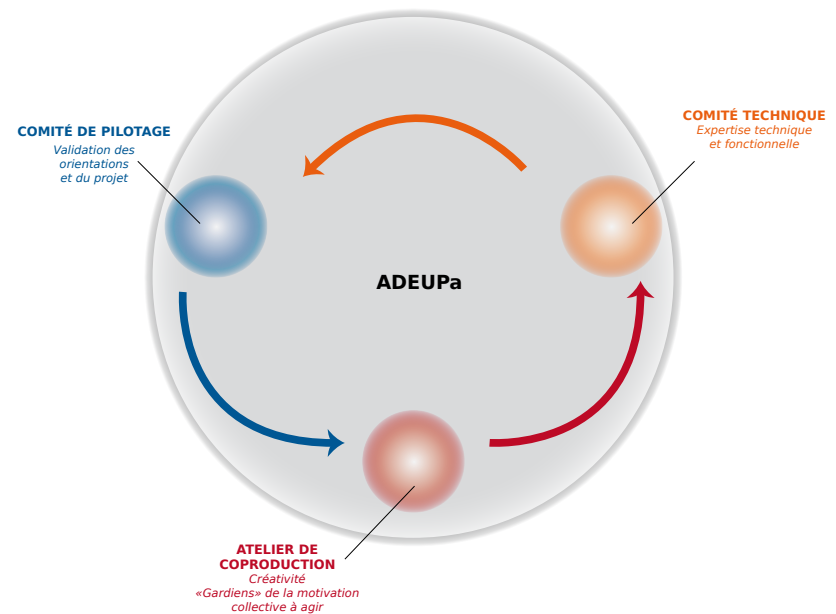 COMITÉ DE PILOTAGE
Validation des
orientations
et du projet
COMITÉ TECHNIQUE
Expertise technique
et fonctionnelle
ADEUPa
ATELIER DE
COPRODUCTION
Créativité
«Gardiens» de la motivation
collective à agir